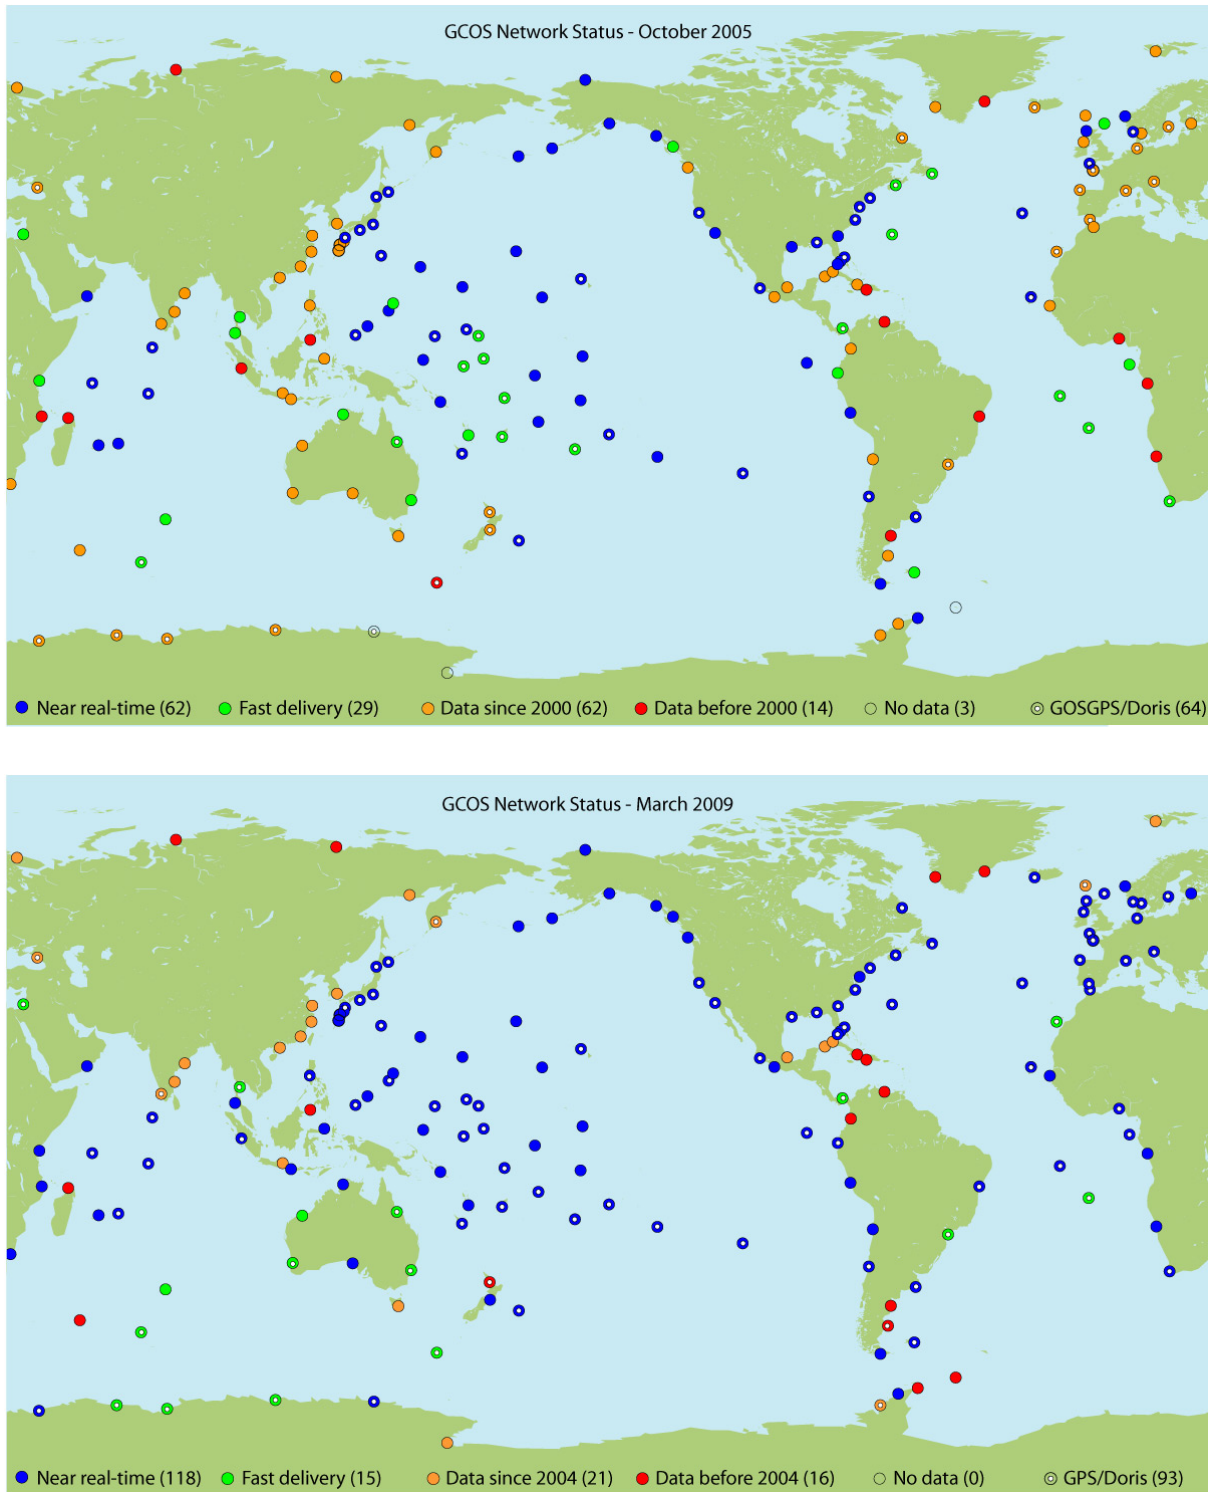 GCOS Network Status - October 2005
Near real-time (62) Fast delivery (29) Data since 2000 (62) Data before 2000 (14) No data (3) GOSGPS/Doris (64)
GCOS Network Status - March 2009
Near real-time (118) Fast delivery (15) Data since 2004 (21) Data before 2004 (16) No data (0) GPS/Doris (93)